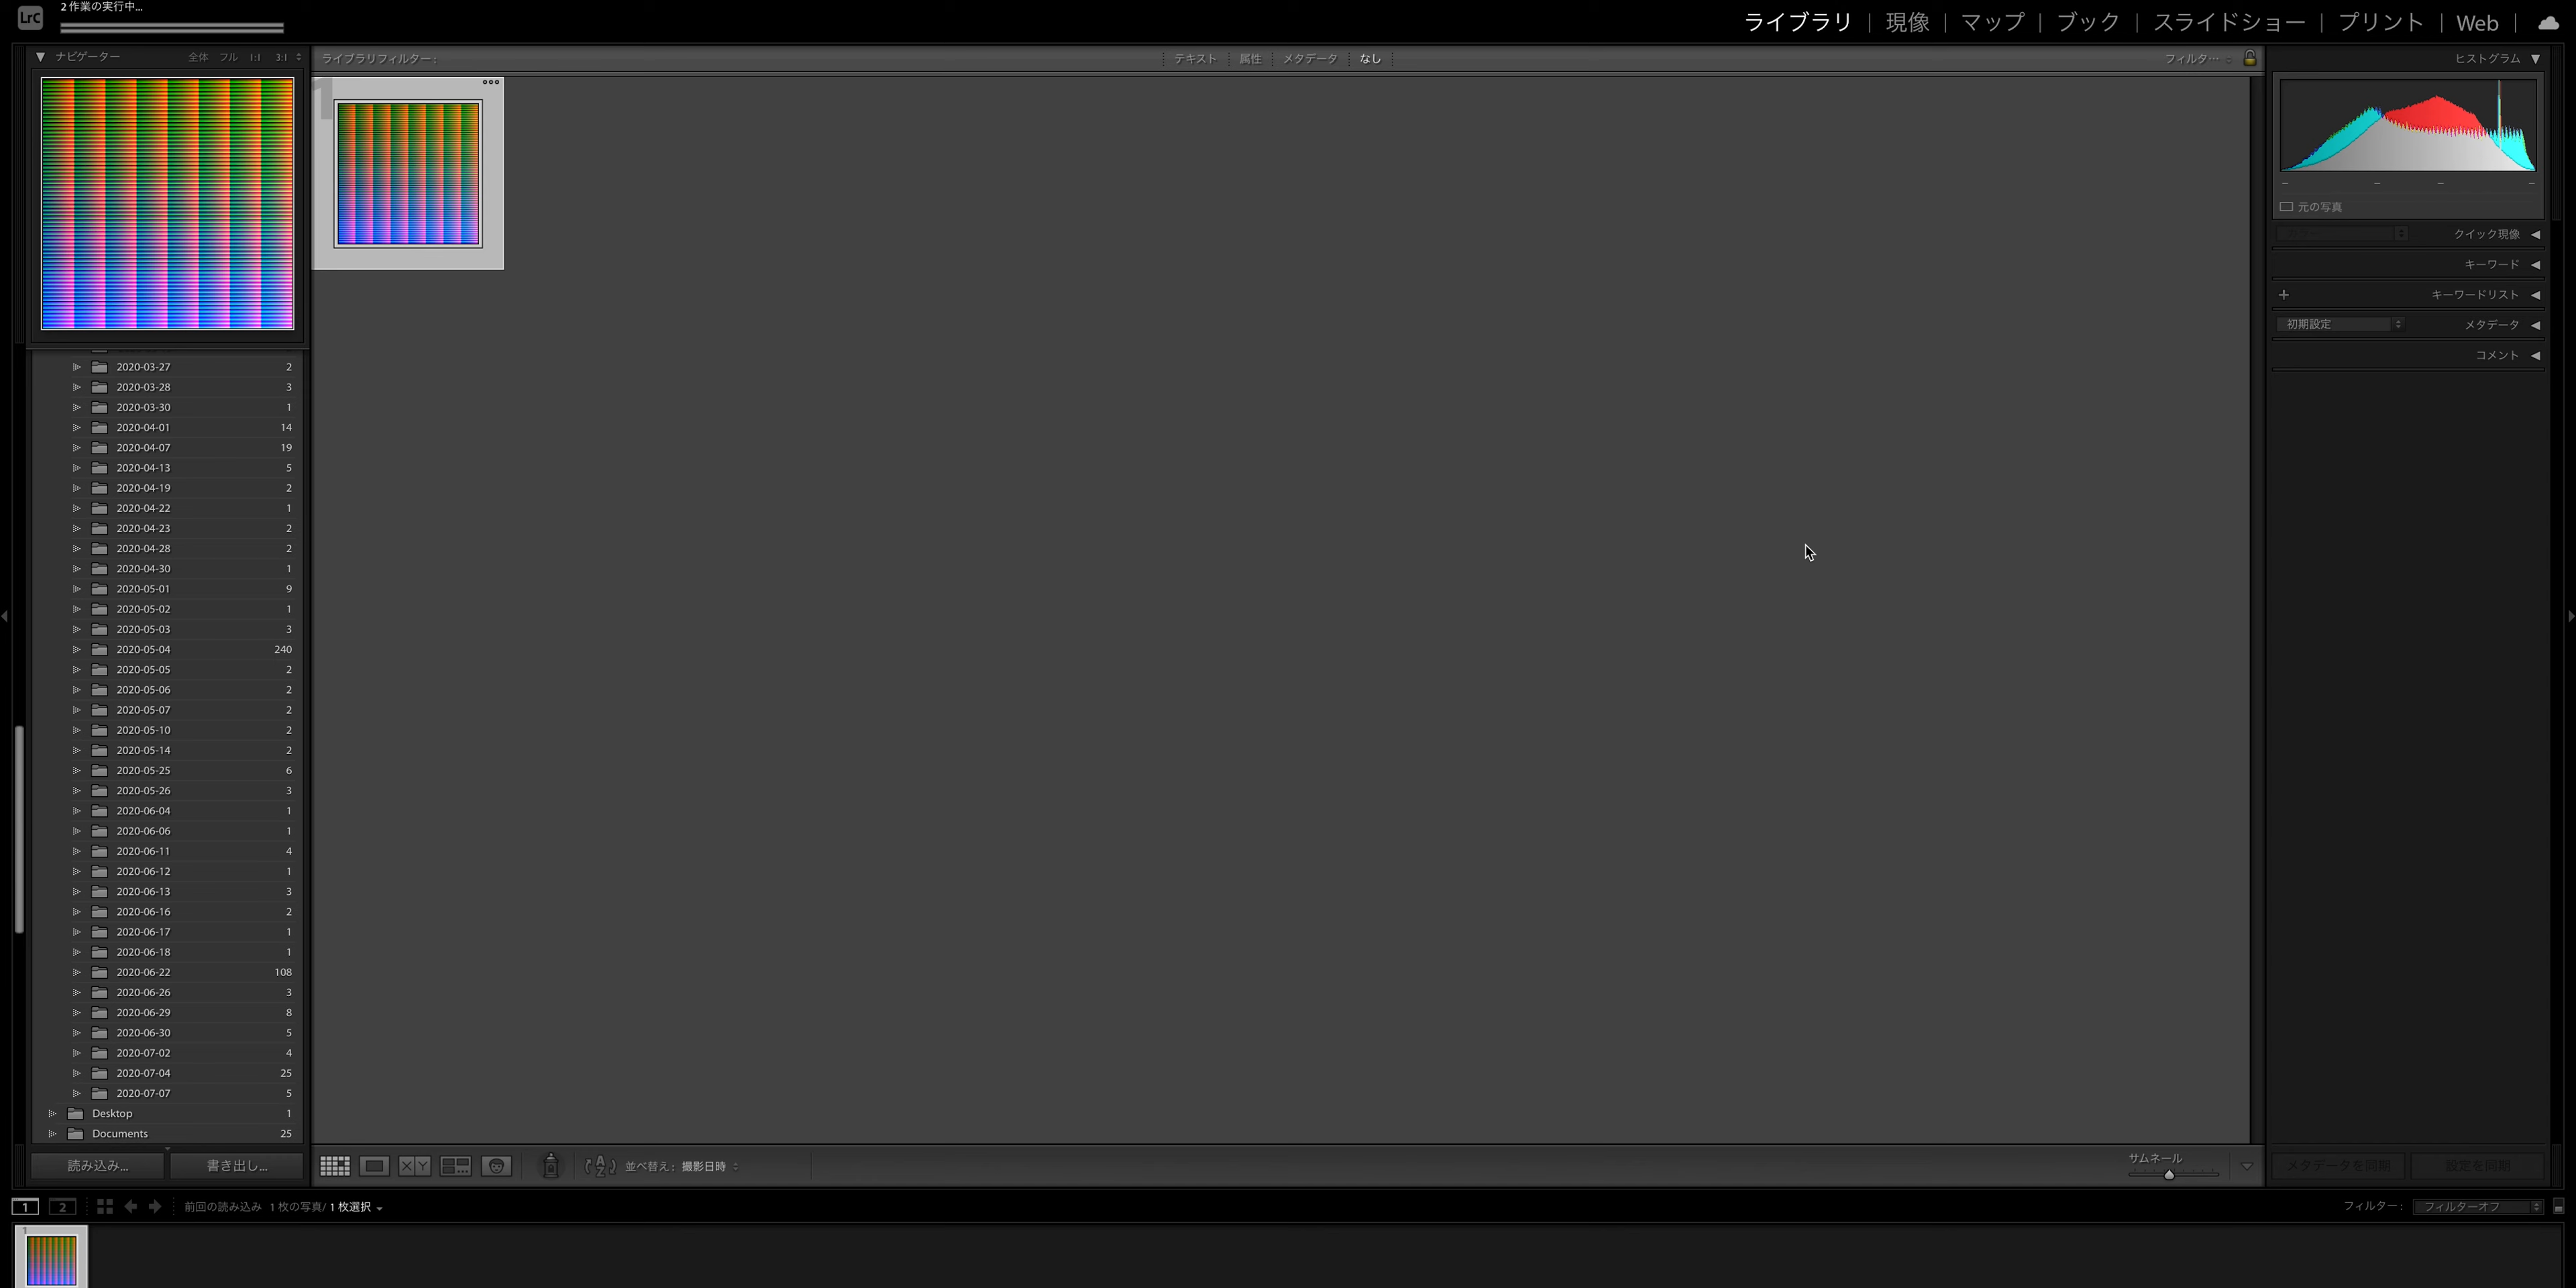 LrC
2 作業の実行中...
ライブラリ | 現像 | マップ | ブック | スライドショー | プリント | Web |
ナビゲーター 全体 フル 1:1 3:1
ライブラリフィルター : テキスト 属性 メタデータ なし フィルタ…
ヒストグラム
1
元の写真
クイック現像
キーワード
+ キーワードリスト
初期設定 メタデータ
コメント
2020-03-27 2
2020-03-28 3
2020-03-30 1
2020-04-01 14
2020-04-07 19
2020-04-13 5
2020-04-19 2
2020-04-22 1
2020-04-23 2
2020-04-28 2
2020-04-30 1
2020-05-01 9
2020-05-02 1
2020-05-03 3
2020-05-04 240
2020-05-05 2
2020-05-06 2
2020-05-07 2
2020-05-10 2
2020-05-14 2
2020-05-25 6
2020-05-26 3
2020-06-04 1
2020-06-06 1
2020-06-11 4
2020-06-12 1
2020-06-13 3
2020-06-16 2
2020-06-17 1
2020-06-18 1
2020-06-22 108
2020-06-26 3
2020-06-29 8
2020-06-30 5
2020-07-02 4
2020-07-04 25
2020-07-07 5
Desktop 1
Documents 25
読み込み... 書き出し...
XY
AZ
並べ替え : 撮影日時
サムネール
メタデータを同期 設定を同期
1 2 前回の読み込み 1 枚の写真/ 1 枚選択
フィルター : フィルターオフ
1